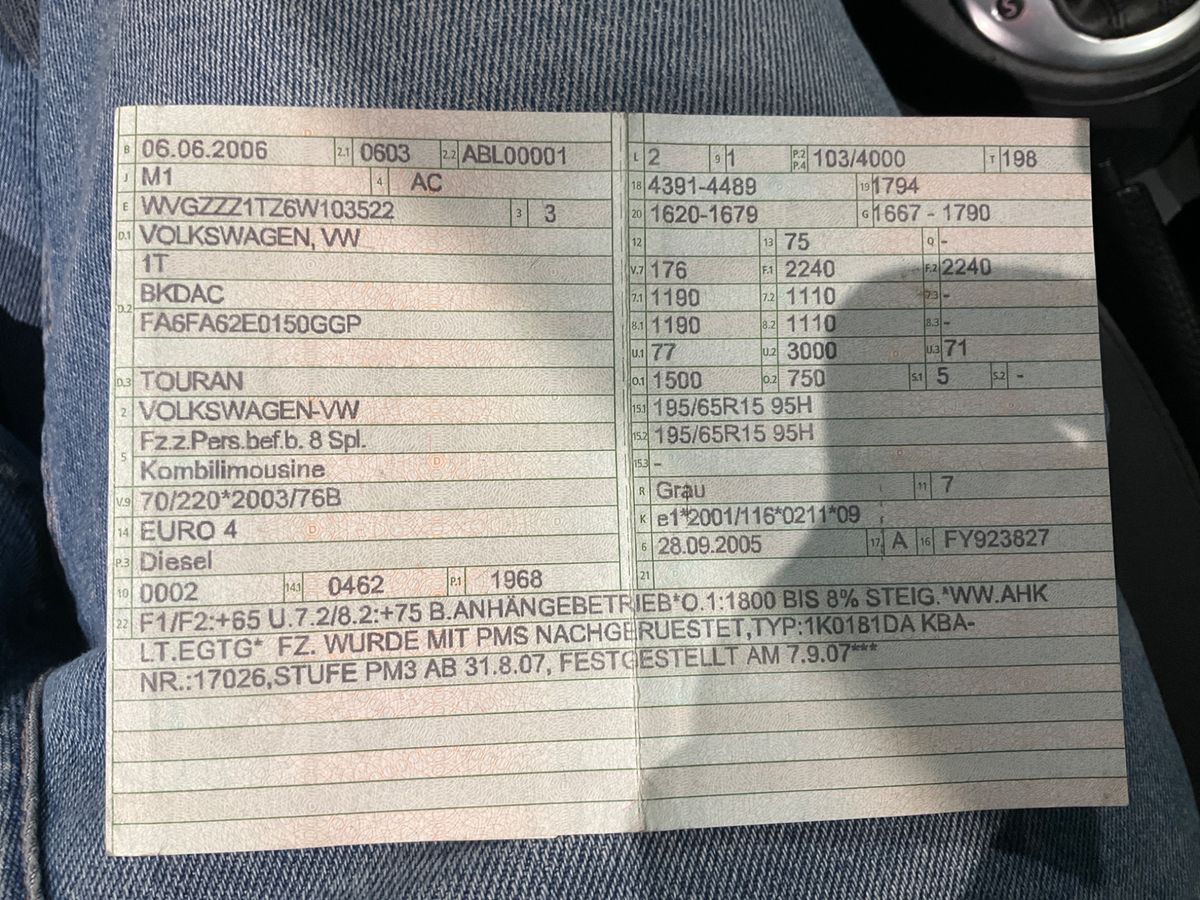 B 06.06.2006 2.1 0603 2.2 ABL00001
J M1 4 AC
E WVGZZZ1TZ6W103522 3 3
D.1 VOLKSWAGEN, VW
1T
D.2 BKDAC
FA6FA62E0150GGP
D.3 TOURAN
2 VOLKSWAGEN-VW
5 Fz.z.Pers.bef.b. 8 Spl.
Kombilimousine
V.9 70/220*2003/76B
14 EURO 4
P.3 Diesel
10 0002 14.1 0462 P.1 1968
L 2 9 1 P.2 P.4 103/4000 T 198
18 4391-4489 19 1794
20 1620-1679 G 1667 - 1790
12 13 75 Q -
V.7 176 F.1 2240 F.2 2240
7.1 1190 7.2 1110 7.3 -
8.1 1190 8.2 1110 8.3 -
U.1 77 U.2 3000 U.3 71
O.1 1500 O.2 750 S.1 5 S.2 -
15.1 195/65R15 95H
15.2 195/65R15 95H
15.3 -
R Grau 11 7
K e1*2001/116*0211*09
6 28.09.2005 17 A 16 FY923827
21
22 F1/F2:+65 U.7.2/8.2:+75 B.ANHÄNGEBETRIEB*O.1:1800 BIS 8% STEIG.*WW.AHK
LT.EGTG* FZ. WURDE MIT PMS NACHGERUESTET,TYP:1K0181DA KBA-
NR.:17026,STUFE PM3 AB 31.8.07, FESTGESTELLT AM 7.9.07***
S